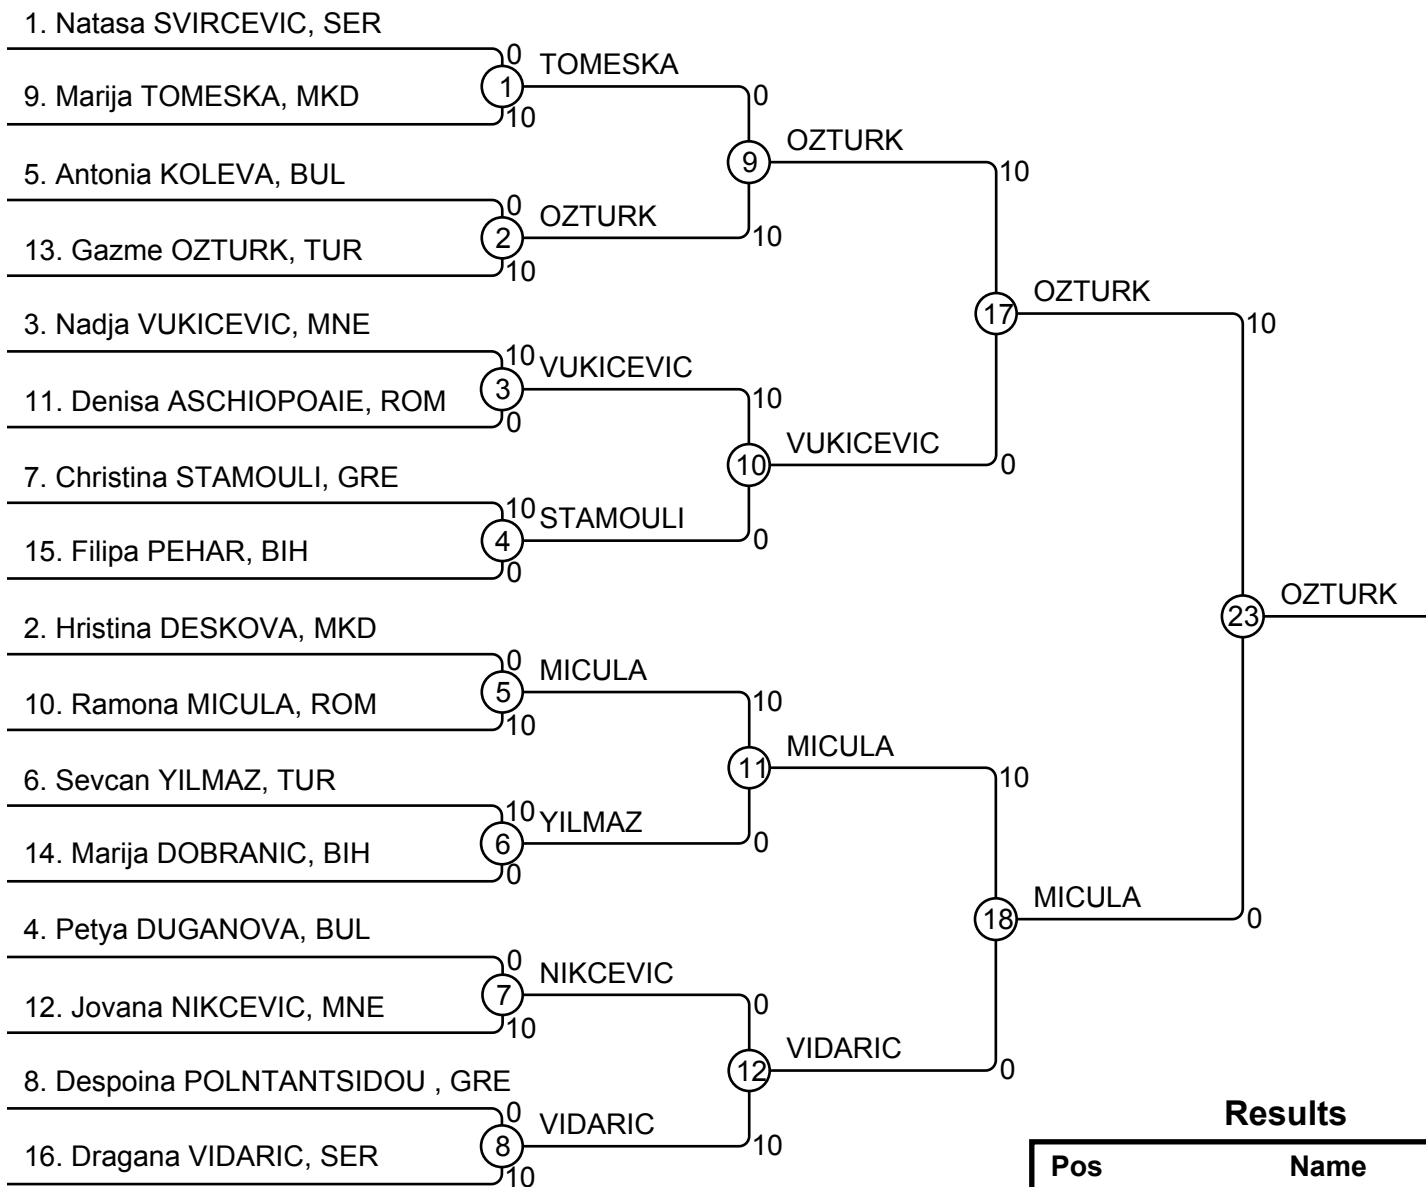 1. Natasa SVIRCEVIC, SER
0
TOMESKA
1
9. Marija TOMESKA, MKD
10
0
OZTURK
9
10
5. Antonia KOLEVA, BUL
0
OZTURK
2
10
13. Gazme OZTURK, TUR
10
3. Nadja VUKICEVIC, MNE
OZTURK
17
10
10
VUKICEVIC
3
11. Denisa ASCHIOPOAIE, ROM
0
10
VUKICEVIC
10
0
7. Christina STAMOULI, GRE
10
STAMOULI
4
0
15. Filipa PEHAR, BIH
0
OZTURK
23
2. Hristina DESKOVA, MKD
0
MICULA
5
10. Ramona MICULA, ROM
10
10
MICULA
11
10
6. Sevcan YILMAZ, TUR
10
YILMAZ
6
0
14. Marija DOBRANIC, BIH
0
MICULA
18
0
4. Petya DUGANOVA, BUL
0
NIKCEVIC
7
12. Jovana NIKCEVIC, MNE
10
0
VIDARIC
12
0
8. Despoina POLNTANTSIDOU , GRE
0
VIDARIC
8
10
16. Dragana VIDARIC, SER
10
Results
Pos Name